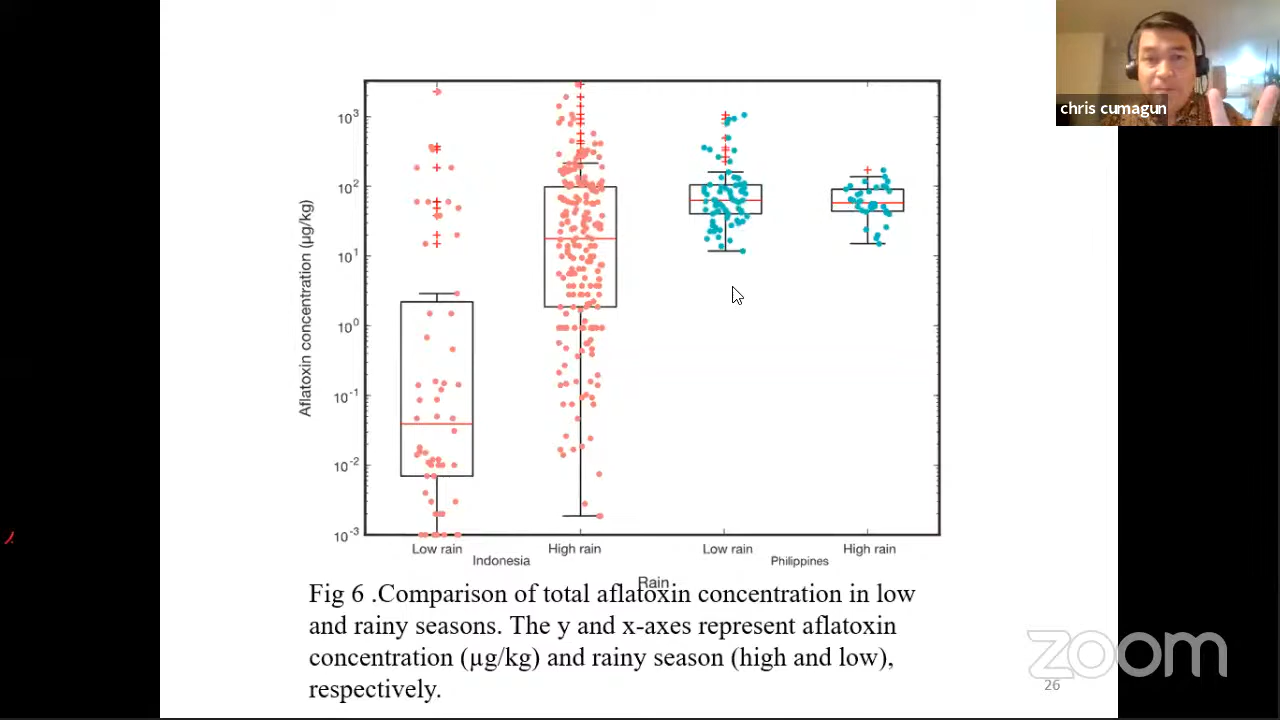 chris cumagun
10³
10²
10¹
10⁰
10⁻¹
10⁻²
10⁻³
Aflatoxin concentration (µg/kg)
Low rain
High rain
Low rain
High rain
Indonesia
Philippines
Rain
Fig 6 .Comparison of total aflatoxin concentration in low
and rainy seasons. The y and x-axes represent aflatoxin
concentration (µg/kg) and rainy season (high and low),
respectively.
zoom
26